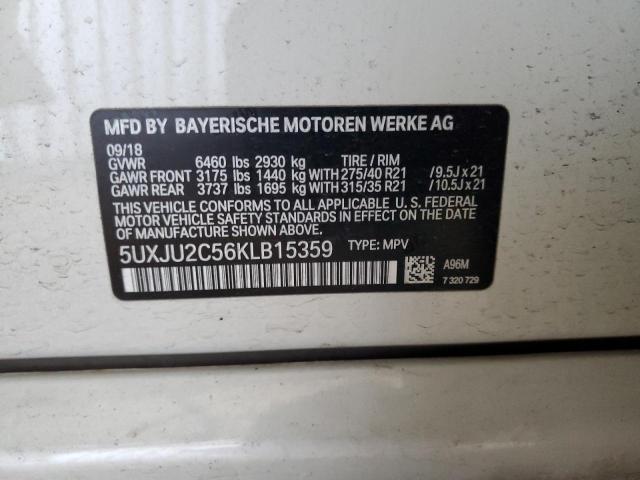 MFD BY BAYERISCHE MOTOREN WERKE AG
09/18
GVWR 6460 lbs 2930 kg TIRE / RIM
GAWR FRONT 3175 lbs 1440 kg WITH 275/40 R21 /9.5J x 21
GAWR REAR 3737 lbs 1695 kg WITH 315/35 R21 /10.5J x 21
THIS VEHICLE CONFORMS TO ALL APPLICABLE U. S. FEDERAL
MOTOR VEHICLE SAFETY STANDARDS IN EFFECT ON THE DATE
OF MANUFACTURE SHOWN ABOVE.
5UXJU2C56KLB15359 TYPE: MPV
A96M
7 320 729